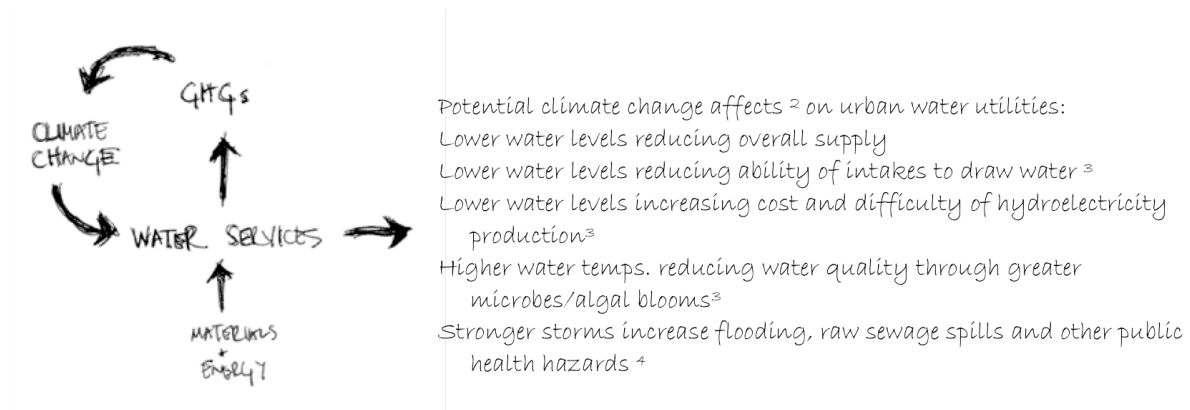 GHGs
CLIMATE
CHANGE
WATER SERVICES
MATERIALS
+
ENERGY
Potential climate change affects ² on urban water utilities:
Lower water levels reducing overall supply
Lower water levels reducing ability of intakes to draw water ³
Lower water levels increasing cost and difficulty of hydroelectricity
production³
Higher water temps. reducing water quality through greater
microbes/algal blooms³
Stronger storms increase flooding, raw sewage spills and other public
health hazards ⁴